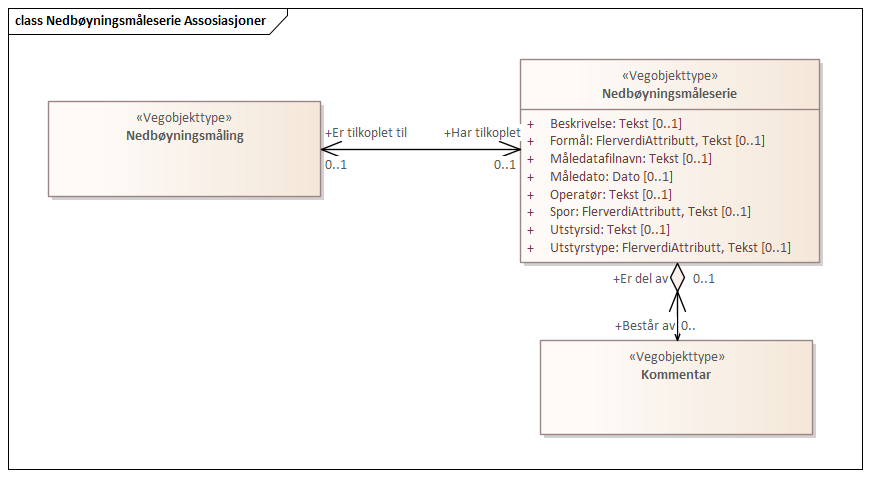 class Nedbøyningsmåleserie Assosiasjoner
«Vegobjekttype»
Nedbøyningsmåling
+Er tilkoplet til
0..1
+Har tilkoplet
0..1
«Vegobjekttype»
Nedbøyningsmåleserie
+ Beskrivelse: Tekst [0..1]
+ Formål: FlerverdiAttributt, Tekst [0..1]
+ Måledatafilnavn: Tekst [0..1]
+ Måledato: Dato [0..1]
+ Operatør: Tekst [0..1]
+ Spor: FlerverdiAttributt, Tekst [0..1]
+ Utstyrsid: Tekst [0..1]
+ Utstyrstype: FlerverdiAttributt, Tekst [0..1]
+Er del av 0..1
+Består av 0..
«Vegobjekttype»
Kommentar